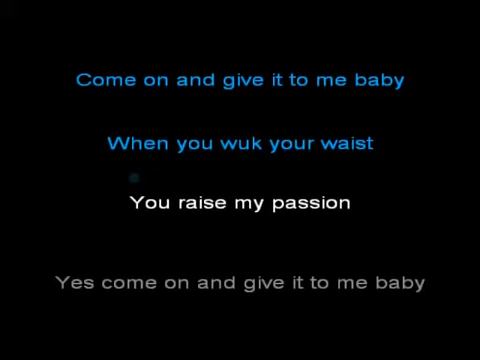 Come on and give it to me baby
When you wuk your waist
You raise my passion
Yes come on and give it to me baby